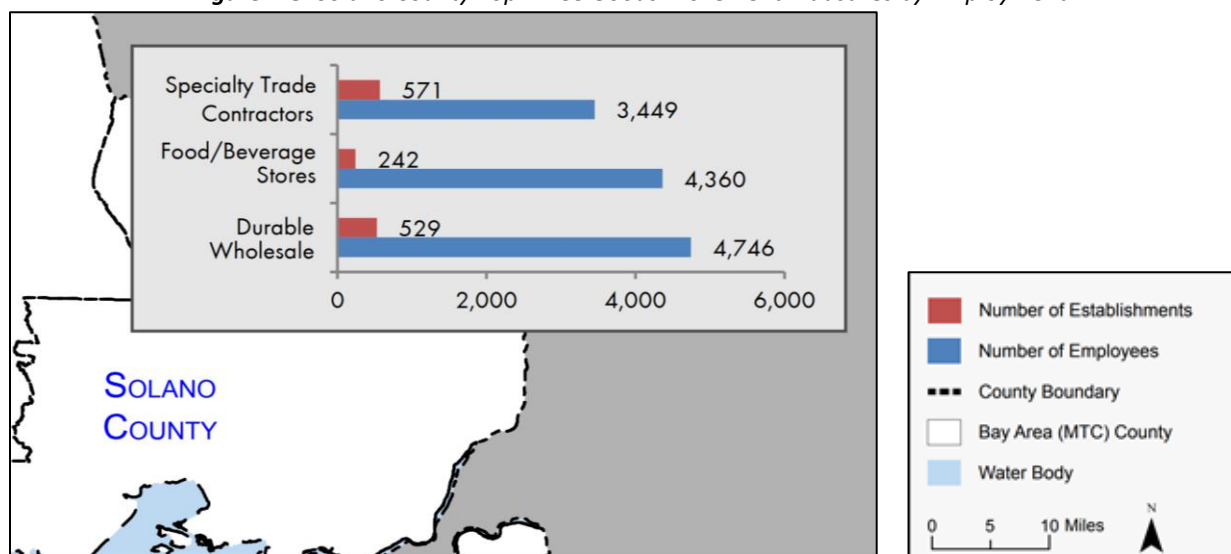 Specialty Trade
Contractors
571
3,449
Food/Beverage
Stores
242
4,360
Durable
Wholesale
529
4,746
0 2,000 4,000 6,000
SOLANO
COUNTY
Number of Establishments
Number of Employees
County Boundary
Bay Area (MTC) County
Water Body
0 5 10 Miles
N